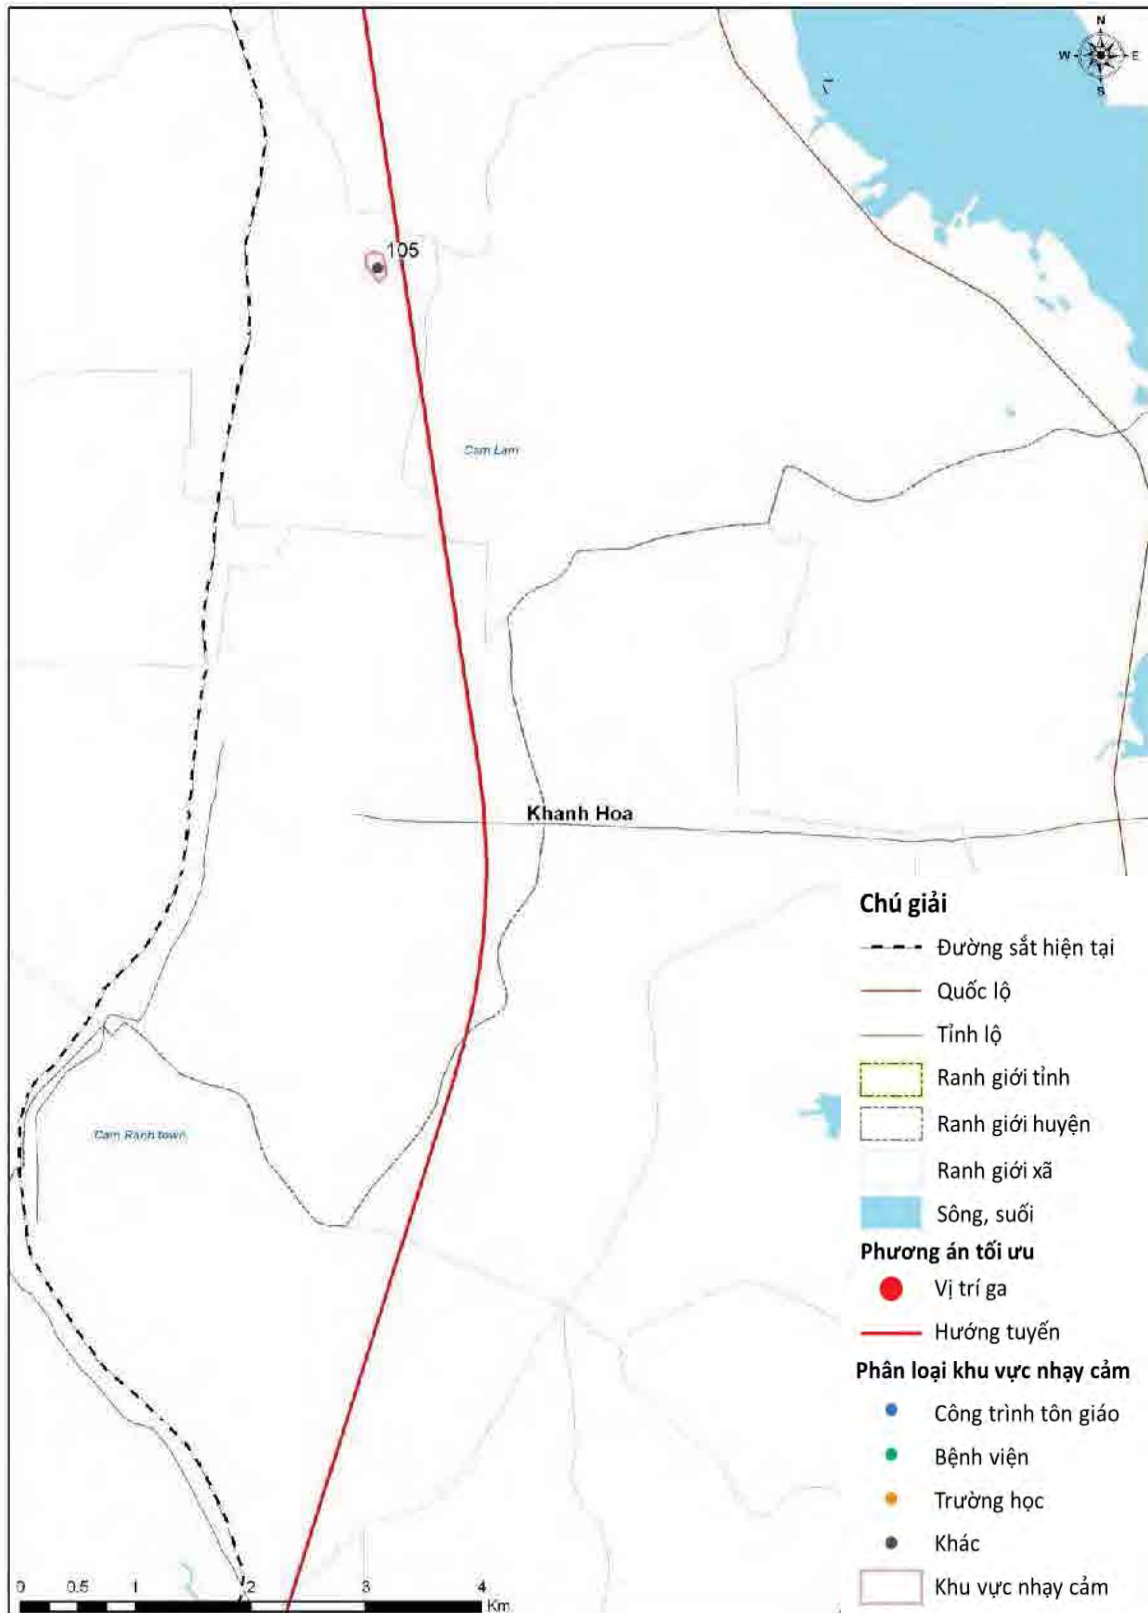 N
W E
S
105
Cam Lam
Khanh Hoa
Cam Ranh town
Chú giải
Đường sắt hiện tại
Quốc lộ
Tỉnh lộ
Ranh giới tỉnh
Ranh giới huyện
Ranh giới xã
Sông, suối
Phương án tối ưu
Vị trí ga
Hướng tuyến
Phân loại khu vực nhạy cảm
Công trình tôn giáo
Bệnh viện
Trường học
Khác
Khu vực nhạy cảm
0 0.5 1 2 3 4
Km